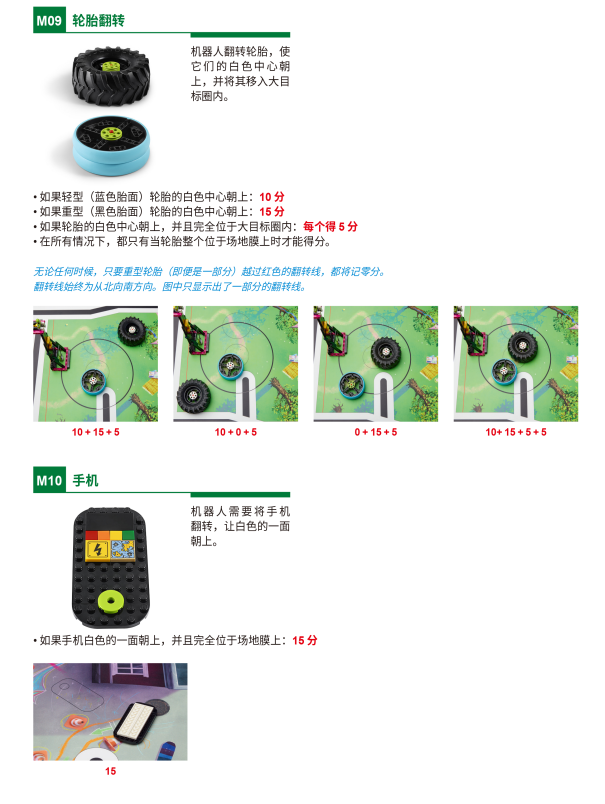 M09 轮胎翻转
机器人翻转轮胎，使
它们的白色中心朝
上，并将其移入大目
标圈内。
• 如果轻型（蓝色胎面）轮胎的白色中心朝上：10 分
• 如果重型（黑色胎面）轮胎的白色中心朝上：15 分
• 如果轮胎的白色中心朝上，并且完全位于大目标圈内：每个得 5 分
• 在所有情况下，都只有当轮胎整个位于场地膜上时才能得分。
无论任何时候，只要重型轮胎（即便是一部分）越过红色的翻转线，都将记零分。
翻转线始终为从北向南方向。图中只显示出了一部分的翻转线。
10 + 15 + 5
10 + 0 + 5
0 + 15 + 5
10+ 15 + 5 + 5
M10 手机
机器人需要将手机
翻转，让白色的一面
朝上。
• 如果手机白色的一面朝上，并且完全位于场地膜上：15 分
15